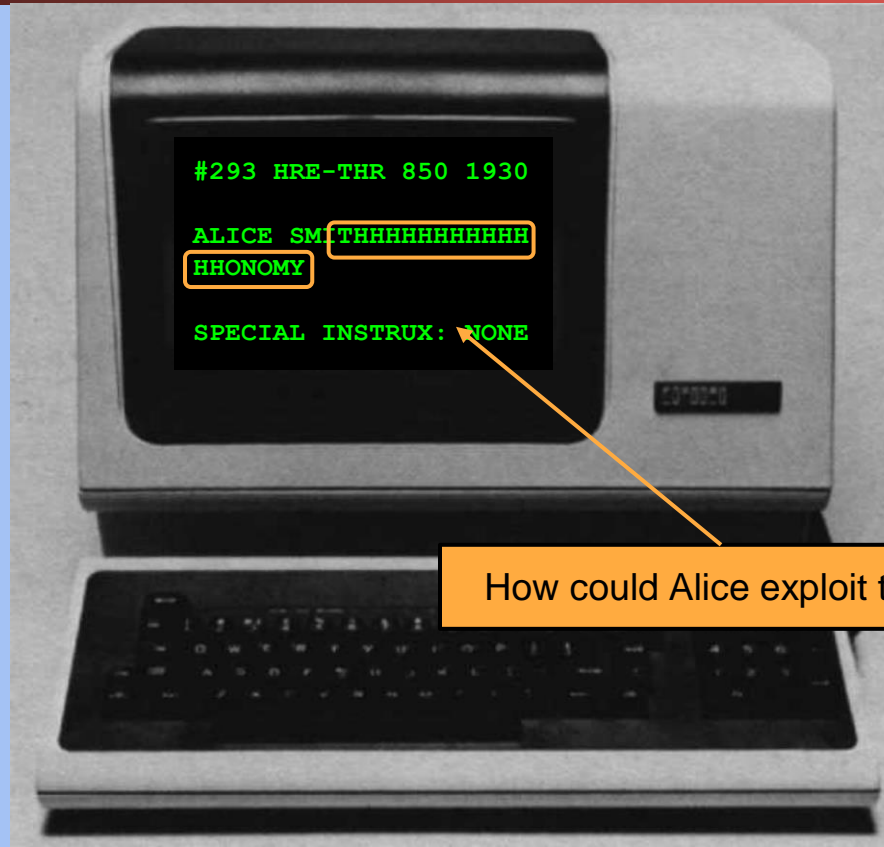 #293 HRE-THR 850 1930
ALICE SMITHHHHHHHHHHH
HHONOMY
SPECIAL INSTRUX: NONE
How could Alice exploit t